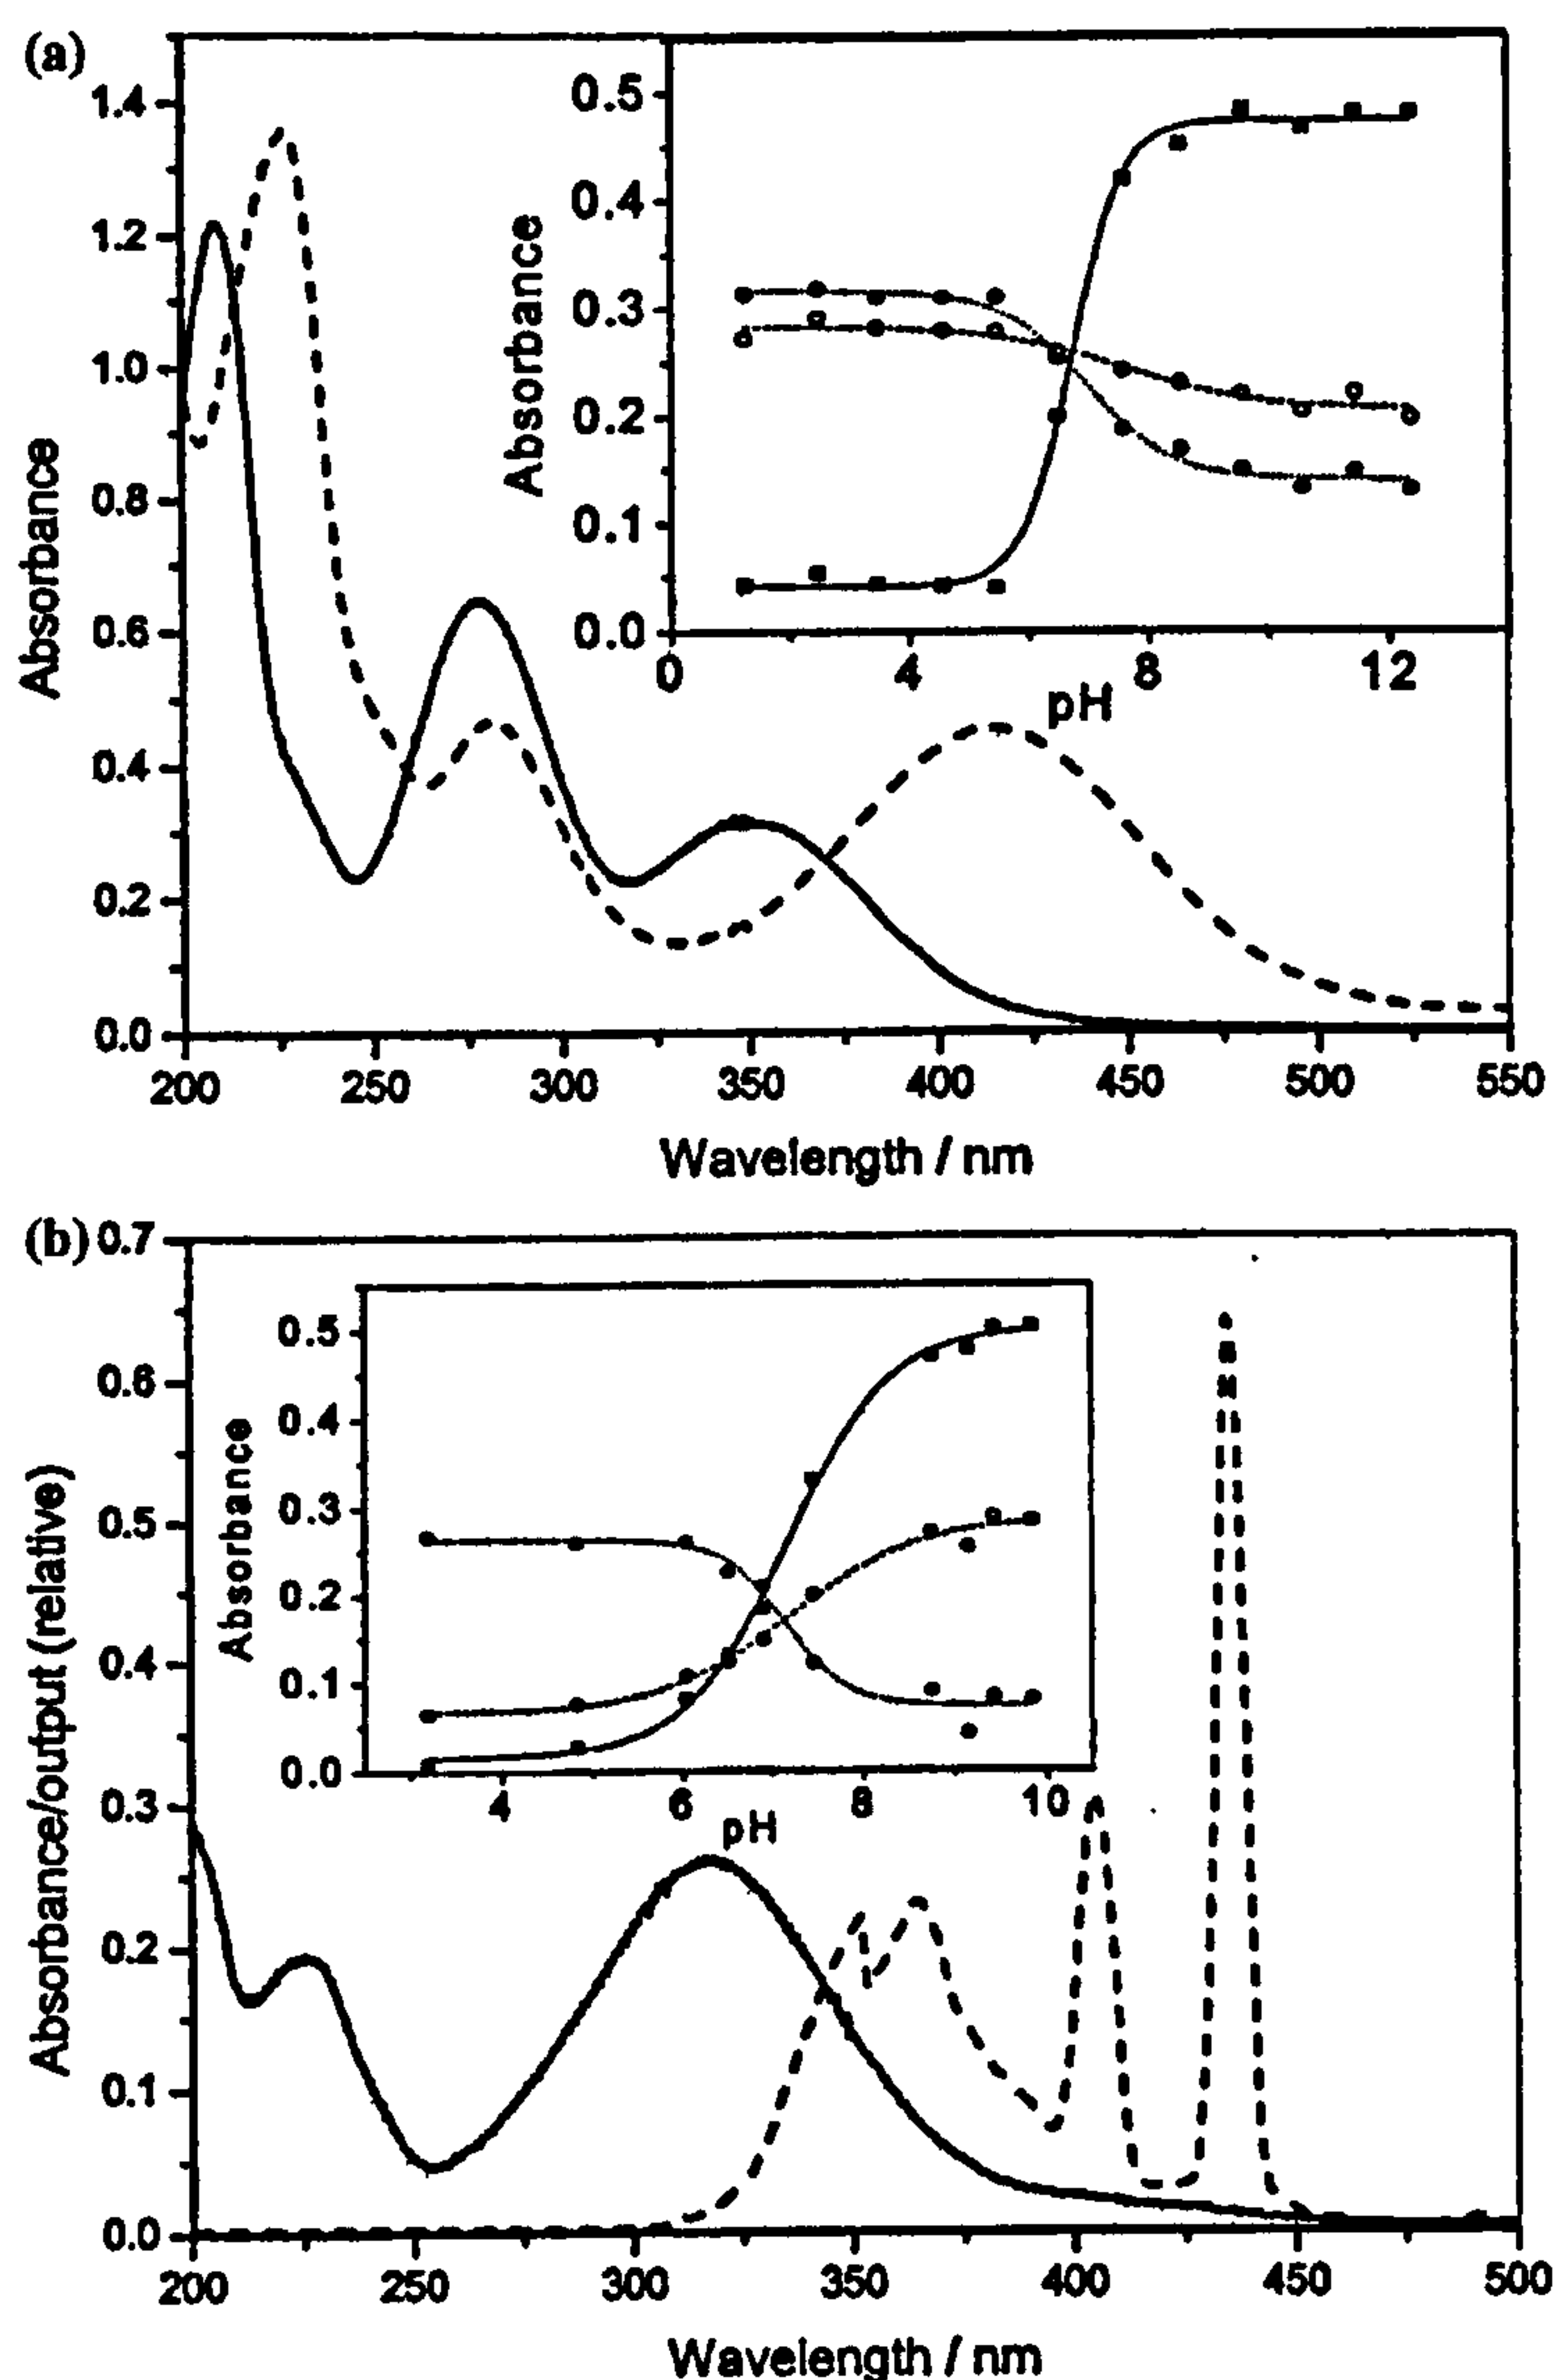 (a)
1.4
1.2
1.0
0.8
0.6
0.4
0.2
0.0
Absorbance
200 250 300 350 400 450 500 550
Wavelength / nm
0.5
0.4
0.3
0.2
0.1
0.0
Absorbance
0 4 8 12
pH
(b)
0.7
0.6
0.5
0.4
0.3
0.2
0.1
0.0
Absorbance/output (relative)
200 250 300 350 400 450 500
Wavelength / nm
0.5
0.4
0.3
0.2
0.1
0.0
Absorbance
4 6 8 10
pH